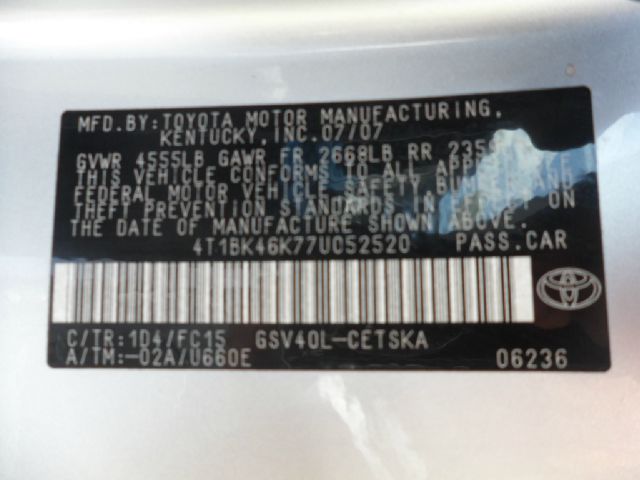 MFD.BY:TOYOTA MOTOR MANUFACTURING,
KENTUCKY, INC.07/07
GVWR 4555LB GAWR FR 2668LB RR
THIS VEHICLE CONFORMS TO ALL
FEDERAL MOTOR VEHICLE SAFETY, AND
THEFT PREVENTION STANDARDS IN EFFECT ON
THE DATE OF MANUFACTURE SHOWN ABOVE.
4T1BK46K77U052520 PASS.CAR
C/TR:1D4/FC15 GSV40L-CETSKA
A/TM:-02A/U660E 06236